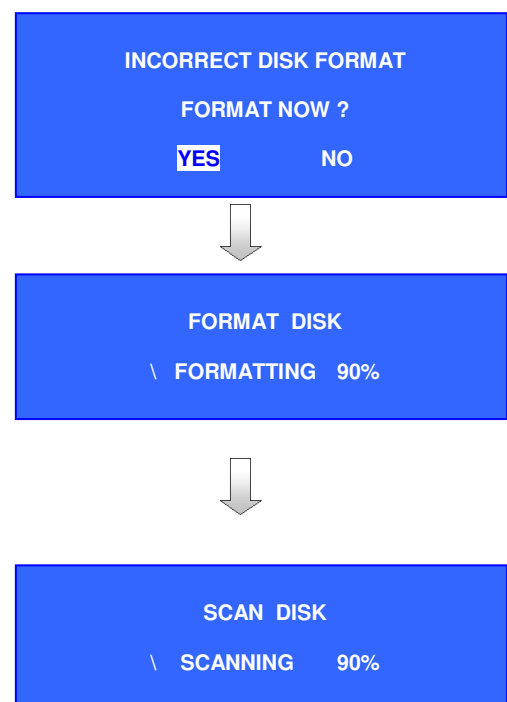 INCORRECT DISK FORMAT
FORMAT NOW ?
YES NO
FORMAT DISK
\ FORMATTING 90%
SCAN DISK
\ SCANNING 90%